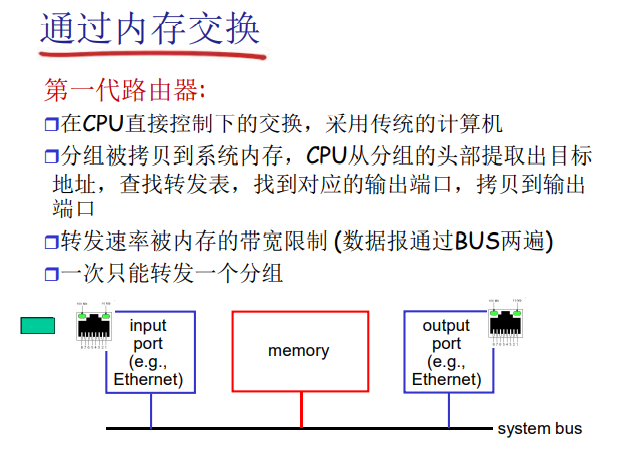 通过内存交换
第一代路由器:
在CPU直接控制下的交换，采用传统的计算机
分组被拷贝到系统内存，CPU从分组的头部提取出目标
地址，查找转发表，找到对应的输出端口，拷贝到输出
端口
转发速率被内存的带宽限制 (数据报通过BUS两遍)
一次只能转发一个分组
input
port
(e.g.,
Ethernet)
memory
output
port
(e.g.,
Ethernet)
system bus